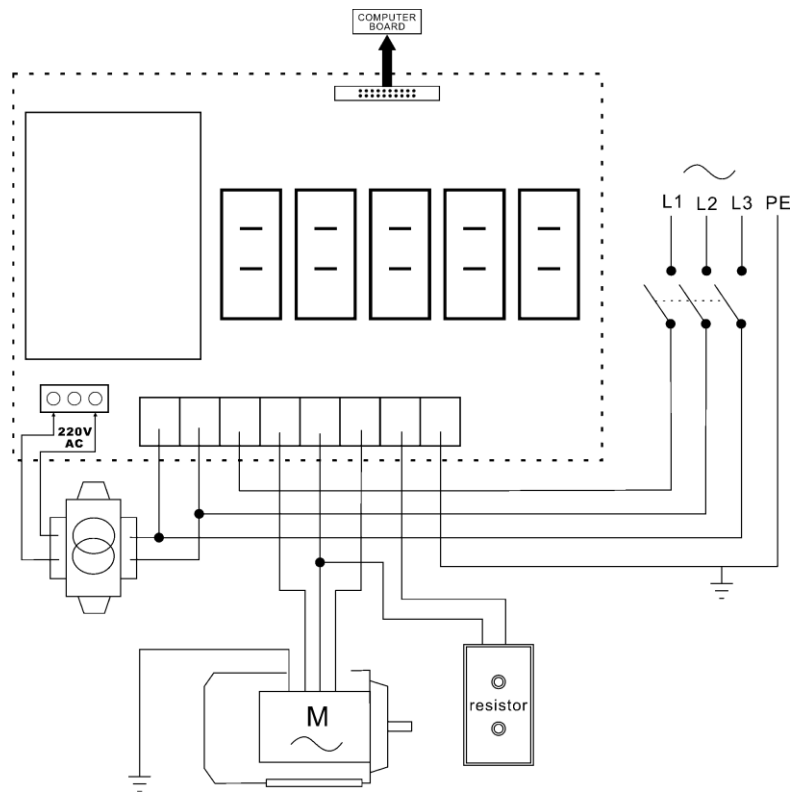 COMPUTER
BOARD
L1 L2 L3 PE
220V
AC
M
resistor